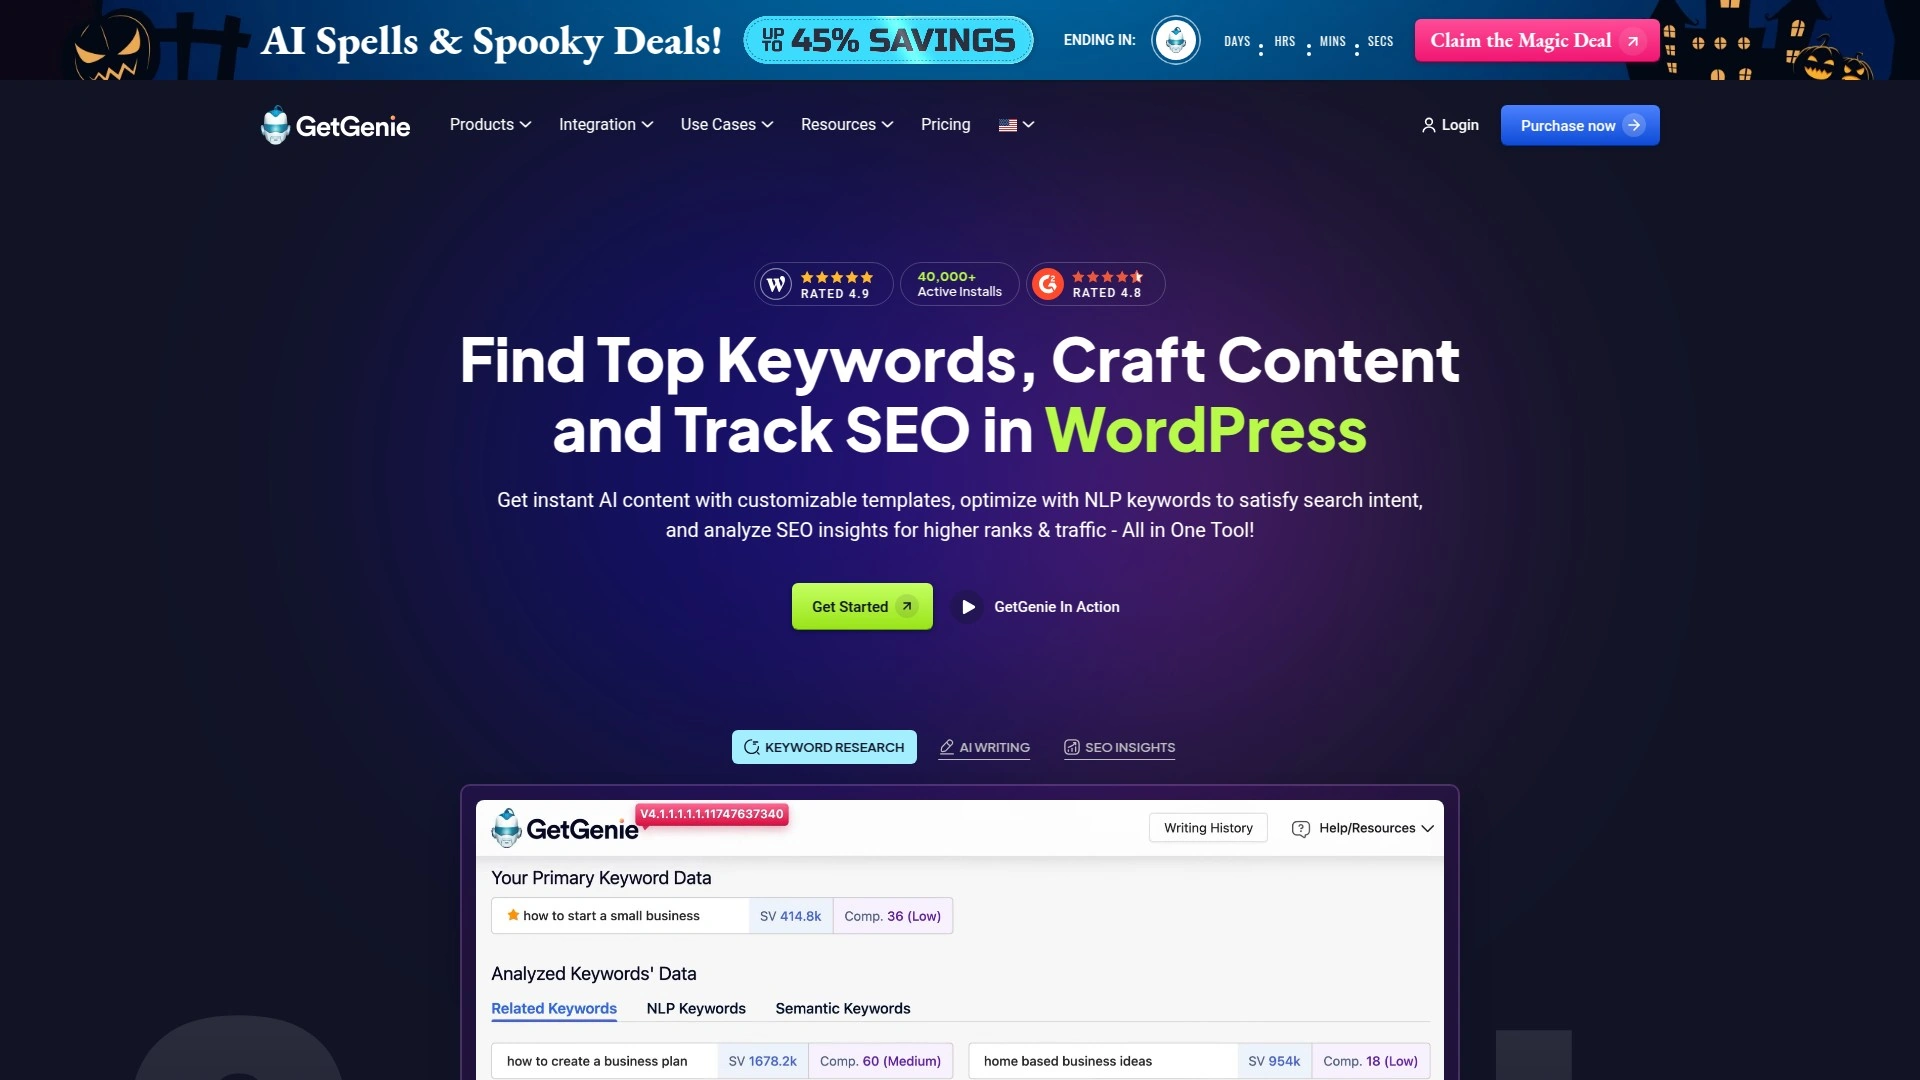 AI Spells & Spooky Deals!
UP TO 45% SAVINGS
ENDING IN:
DAYS : HRS : MINS : SECS
Claim the Magic Deal
GetGenie
Products
Integration
Use Cases
Resources
Pricing
Login
Purchase now
RATED 4.9
40,000+
Active Installs
RATED 4.8
Find Top Keywords, Craft Content
and Track SEO in WordPress
Get instant AI content with customizable templates, optimize with NLP keywords to satisfy search intent,
and analyze SEO insights for higher ranks & traffic - All in One Tool!
Get Started
GetGenie In Action
KEYWORD RESEARCH
AI WRITING
SEO INSIGHTS
GetGenie
V4.1.1.1.1.1.11747637340
Writing History
Help/Resources
Your Primary Keyword Data
how to start a small business
SV 414.8k
Comp. 36 (Low)
Analyzed Keywords' Data
Related Keywords
NLP Keywords
Semantic Keywords
how to create a business plan
SV 1678.2k
Comp. 60 (Medium)
home based business ideas
SV 954k
Comp. 18 (Low)